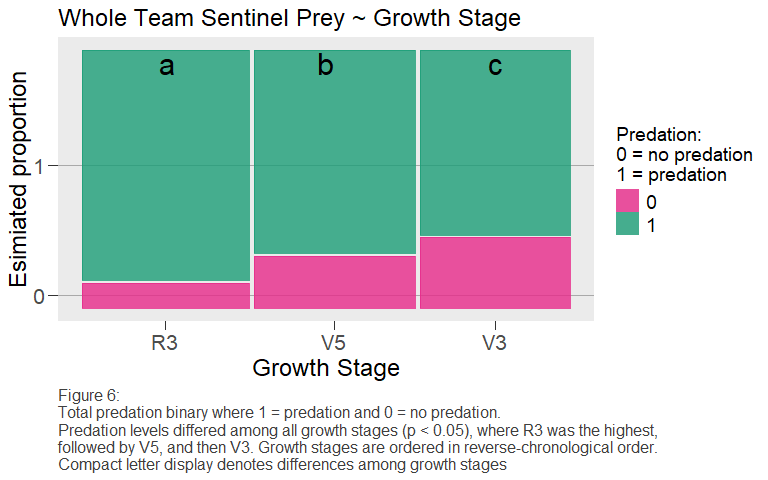 Whole Team Sentinel Prey ~ Growth Stage
Esimiated proportion
a
b
c
1
0
R3
V5
V3
Growth Stage
Predation:
0 = no predation
1 = predation
0
1
Figure 6:
Total predation binary where 1 = predation and 0 = no predation.
Predation levels differed among all growth stages (p < 0.05), where R3 was the highest,
followed by V5, and then V3. Growth stages are ordered in reverse-chronological order.
Compact letter display denotes differences among growth stages